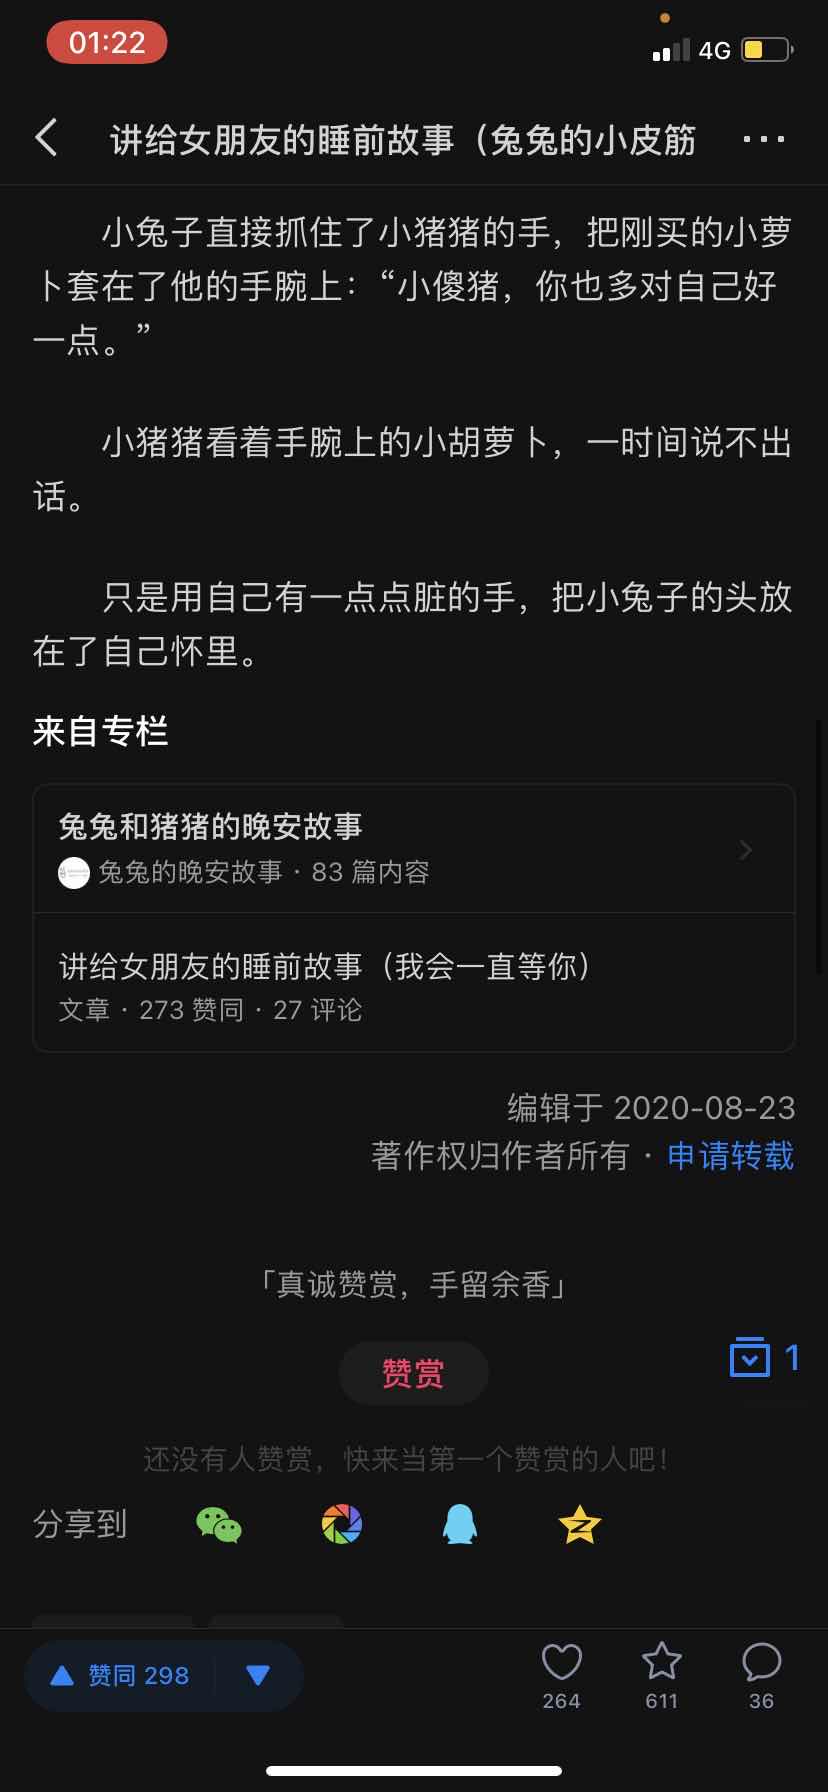 01:22
4G
讲给女朋友的睡前故事（兔兔的小皮筋
小兔子直接抓住了小猪猪的手，把刚买的小萝
卜套在了他的手腕上：“小傻猪，你也多对自己好
一点。”
小猪猪看着手腕上的小胡萝卜，一时间说不出
话。
只是用自己有一点点脏的手，把小兔子的头放
在了自己怀里。
来自专栏
兔兔和猪猪的晚安故事
兔兔的晚安故事 · 83 篇内容
讲给女朋友的睡前故事（我会一直等你）
文章 · 273 赞同 · 27 评论
编辑于 2020-08-23
著作权归作者所有 · 申请转载
「真诚赞赏，手留余香」
赞赏
1
还没有人赞赏，快来当第一个赞赏的人吧！
分享到
赞同 298
264
611
36